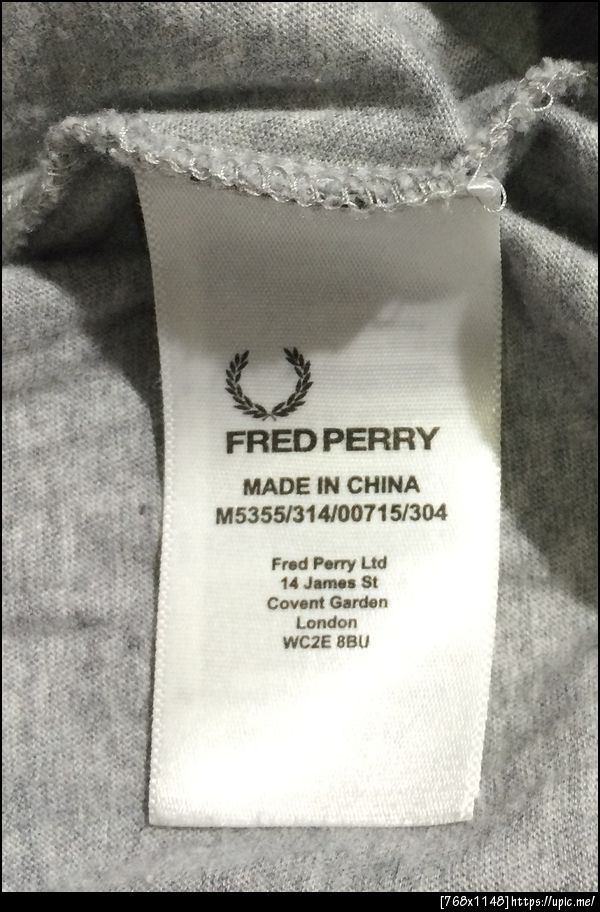 FRED PERRY
MADE IN CHINA
M5355/314/00715/304
Fred Perry Ltd
14 James St
Covent Garden
London
WC2E 8BU
[768x1148]https://upic.me/